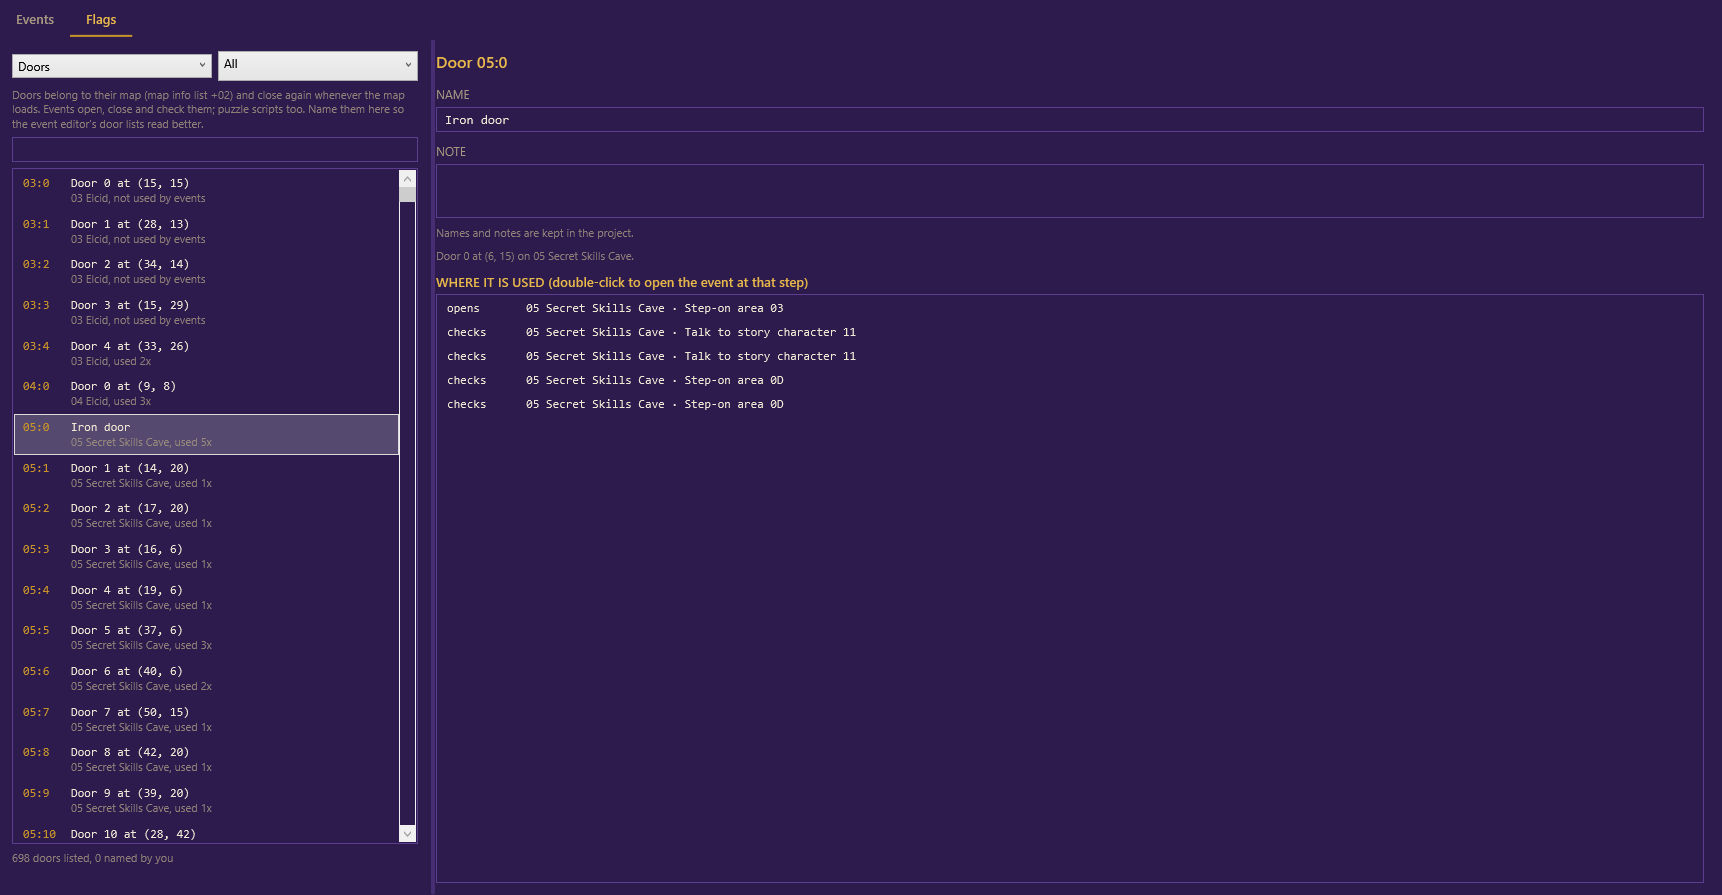 Events Flags
Doors All
Doors belong to their map (map info list +02) and close again whenever the map
loads. Events open, close and check them; puzzle scripts too. Name them here so
the event editor's door lists read better.
03:0 Door 0 at (15, 15)
03 Elcid, not used by events
03:1 Door 1 at (28, 13)
03 Elcid, not used by events
03:2 Door 2 at (34, 14)
03 Elcid, not used by events
03:3 Door 3 at (15, 29)
03 Elcid, not used by events
03:4 Door 4 at (33, 26)
03 Elcid, used 2x
04:0 Door 0 at (9, 8)
04 Elcid, used 3x
05:0 Iron door
05 Secret Skills Cave, used 5x
05:1 Door 1 at (14, 20)
05 Secret Skills Cave, used 1x
05:2 Door 2 at (17, 20)
05 Secret Skills Cave, used 1x
05:3 Door 3 at (16, 6)
05 Secret Skills Cave, used 1x
05:4 Door 4 at (19, 6)
05 Secret Skills Cave, used 1x
05:5 Door 5 at (37, 6)
05 Secret Skills Cave, used 3x
05:6 Door 6 at (40, 6)
05 Secret Skills Cave, used 2x
05:7 Door 7 at (50, 15)
05 Secret Skills Cave, used 1x
05:8 Door 8 at (42, 20)
05 Secret Skills Cave, used 1x
05:9 Door 9 at (39, 20)
05 Secret Skills Cave, used 1x
05:10 Door 10 at (28, 42)
698 doors listed, 0 named by you
Door 05:0
NAME
Iron door
NOTE
Names and notes are kept in the project.
Door 0 at (6, 15) on 05 Secret Skills Cave.
WHERE IT IS USED (double-click to open the event at that step)
opens 05 Secret Skills Cave · Step-on area 03
checks 05 Secret Skills Cave · Talk to story character 11
checks 05 Secret Skills Cave · Talk to story character 11
checks 05 Secret Skills Cave · Step-on area 0D
checks 05 Secret Skills Cave · Step-on area 0D